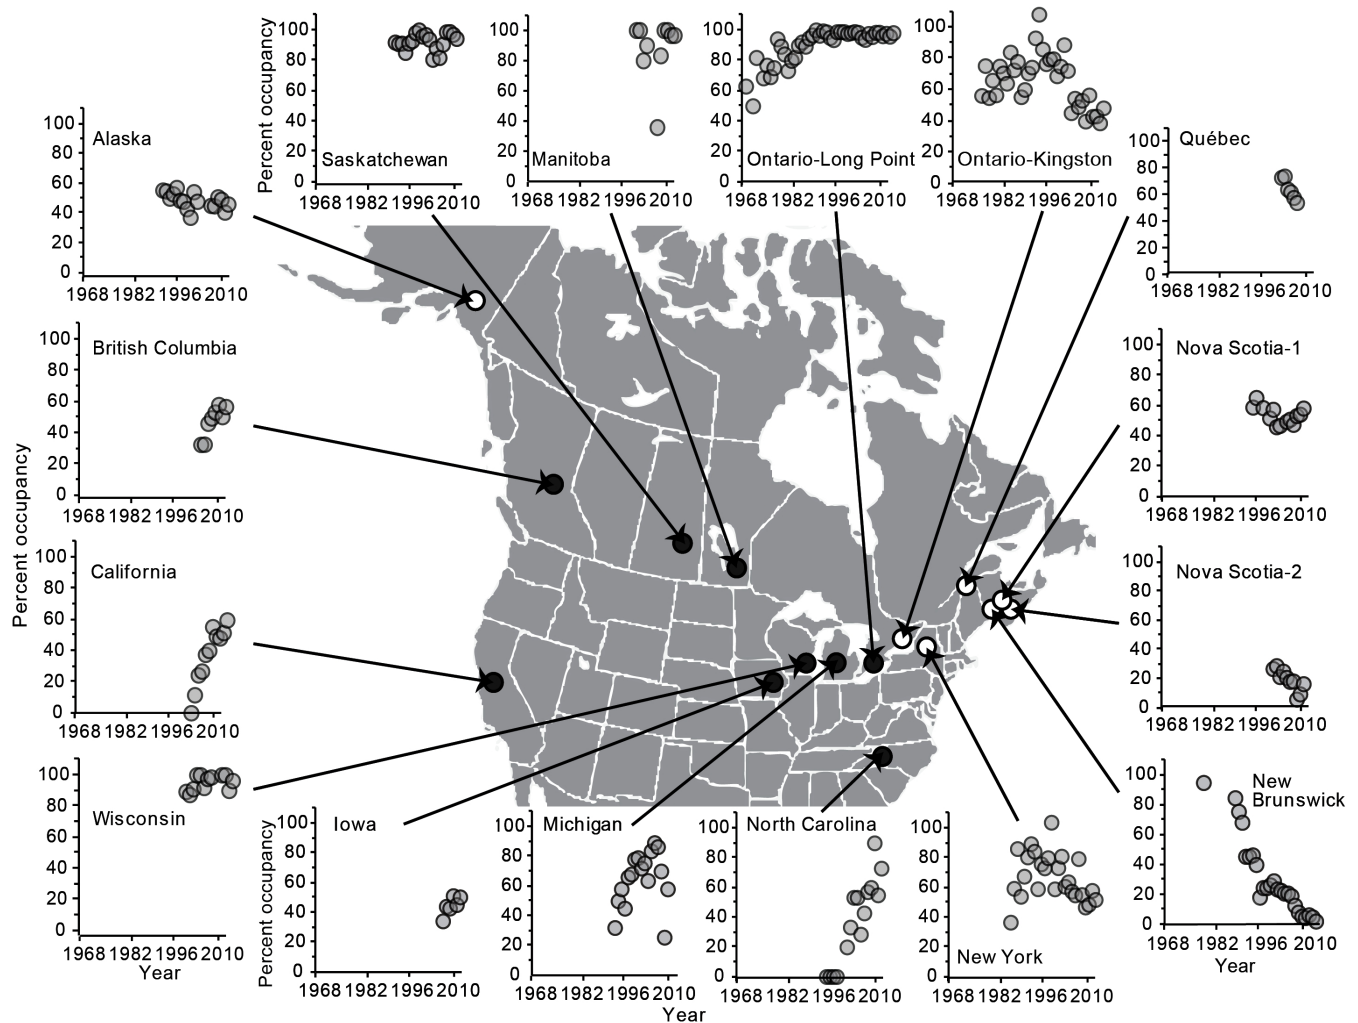 Percent occupancy
100
80
60
40
20
0
Saskatchewan
1968 1982 1996 2010
100
80
60
40
20
0
Manitoba
1968 1982 1996 2010
100
80
60
40
20
0
Ontario-Long Point
1968 1982 1996 2010
100
80
60
40
20
0
Ontario-Kingston
1968 1982 1996 2010
100
80
60
40
20
0
Alaska
1968 1982 1996 2010
100
80
60
40
20
0
Québec
1968 1982 1996 2010
Percent occupancy
100
80
60
40
20
0
British Columbia
1968 1982 1996 2010
100
80
60
40
20
0
Nova Scotia-1
1968 1982 1996 2010
100
80
60
40
20
0
California
1968 1982 1996 2010
100
80
60
40
20
0
Nova Scotia-2
1968 1982 1996 2010
100
80
60
40
20
0
Wisconsin
1968 1982 1996 2010
Year
Percent occupancy
100
80
60
40
20
0
Iowa
1968 1982 1996 2010
100
80
60
40
20
0
Michigan
1968 1982 1996 2010
100
80
60
40
20
0
North Carolina
1968 1982 1996 2010
Year
100
80
60
40
20
0
New York
1968 1982 1996 2010
100
80
60
40
20
0
New
Brunswick
1968 1982 1996 2010
Year